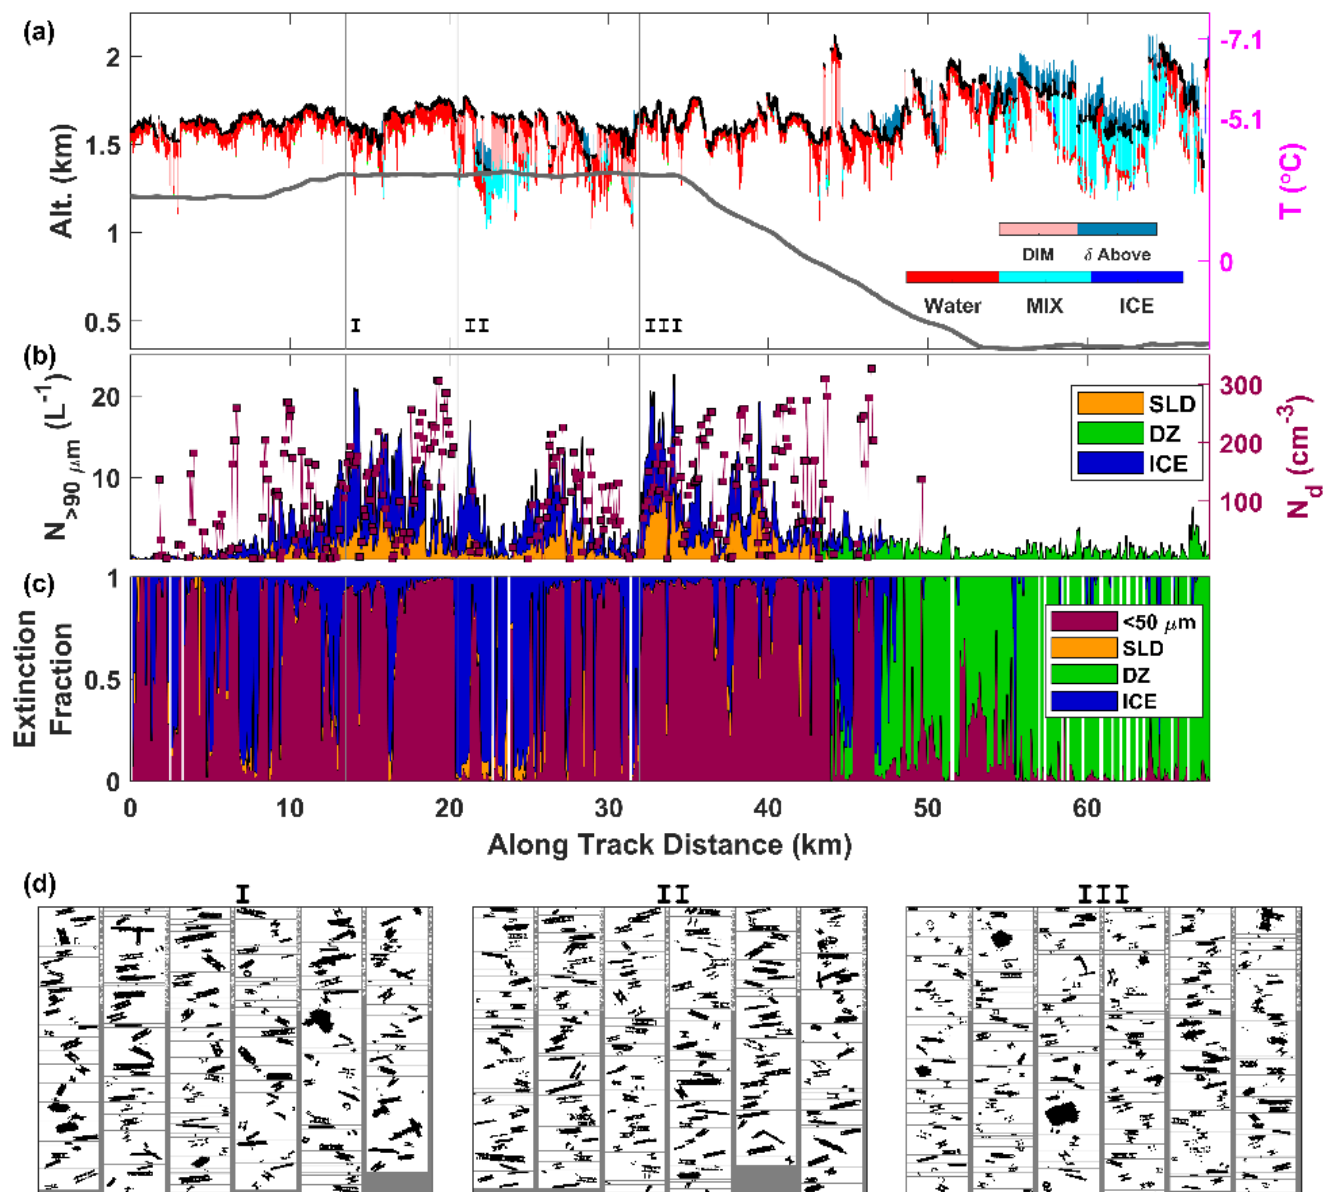 (a)
2
1.5
1
0.5
Alt. (km)
-7.1
-5.1
0
T (°C)
DIM δ Above
Water MIX ICE
I II III
(b)
20
10
N>90 μm (L-1)
300
200
100
Nd (cm-3)
SLD
DZ
ICE
(c)
1
0.5
0
Extinction
Fraction
<50 μm
SLD
DZ
ICE
0 10 20 30 40 50 60
Along Track Distance (km)
(d)
I II III